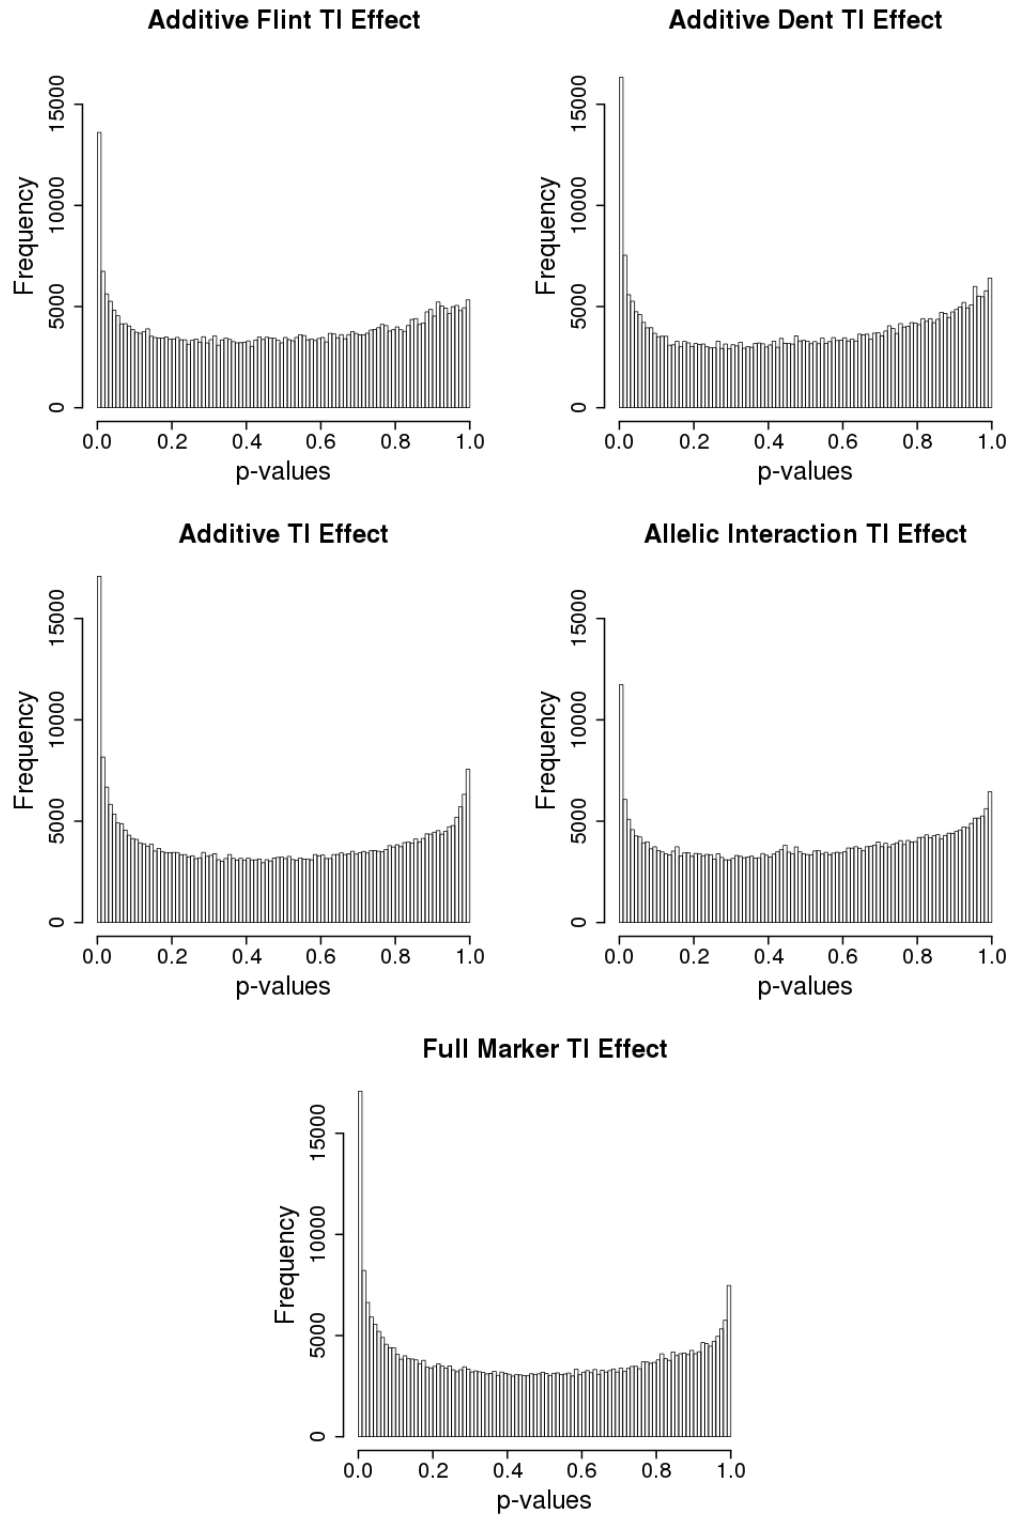 Additive Flint TI Effect
Frequency
0 5000 10000 15000
0.0 0.2 0.4 0.6 0.8 1.0
p-values
Additive Dent TI Effect
Frequency
0 5000 10000 15000
0.0 0.2 0.4 0.6 0.8 1.0
p-values
Additive TI Effect
Frequency
0 5000 10000 15000
0.0 0.2 0.4 0.6 0.8 1.0
p-values
Allelic Interaction TI Effect
Frequency
0 5000 10000 15000
0.0 0.2 0.4 0.6 0.8 1.0
p-values
Full Marker TI Effect
Frequency
0 5000 10000 15000
0.0 0.2 0.4 0.6 0.8 1.0
p-values